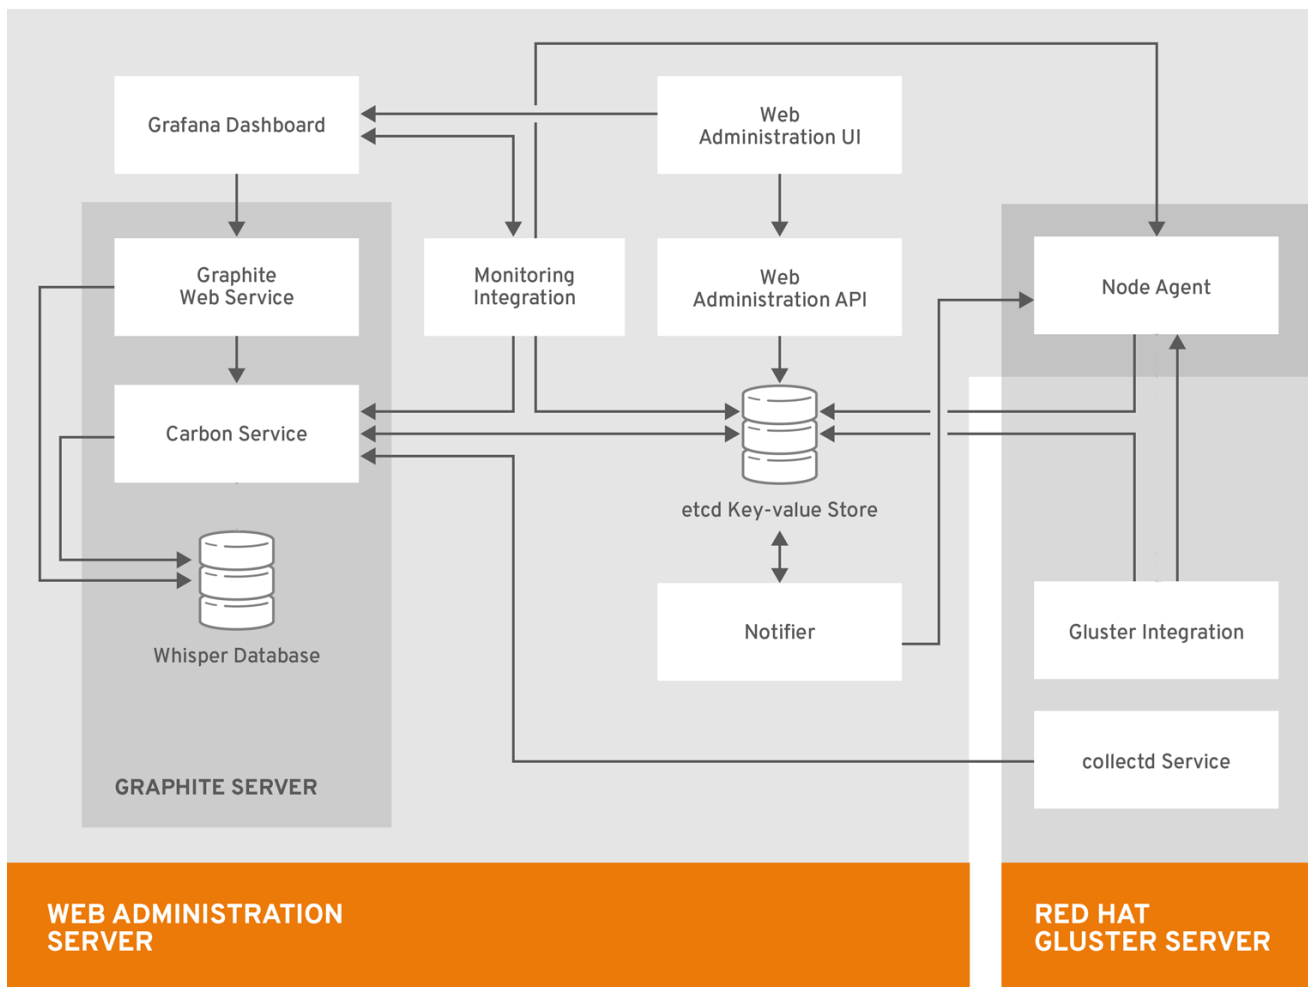 Grafana Dashboard
Web
Administration UI
Graphite
Web Service
Monitoring
Integration
Web
Administration API
Node Agent
Carbon Service
etcd Key-value Store
Whisper Database
Notifier
Gluster Integration
collectd Service
GRAPHITE SERVER
WEB ADMINISTRATION
SERVER
RED HAT
GLUSTER SERVER